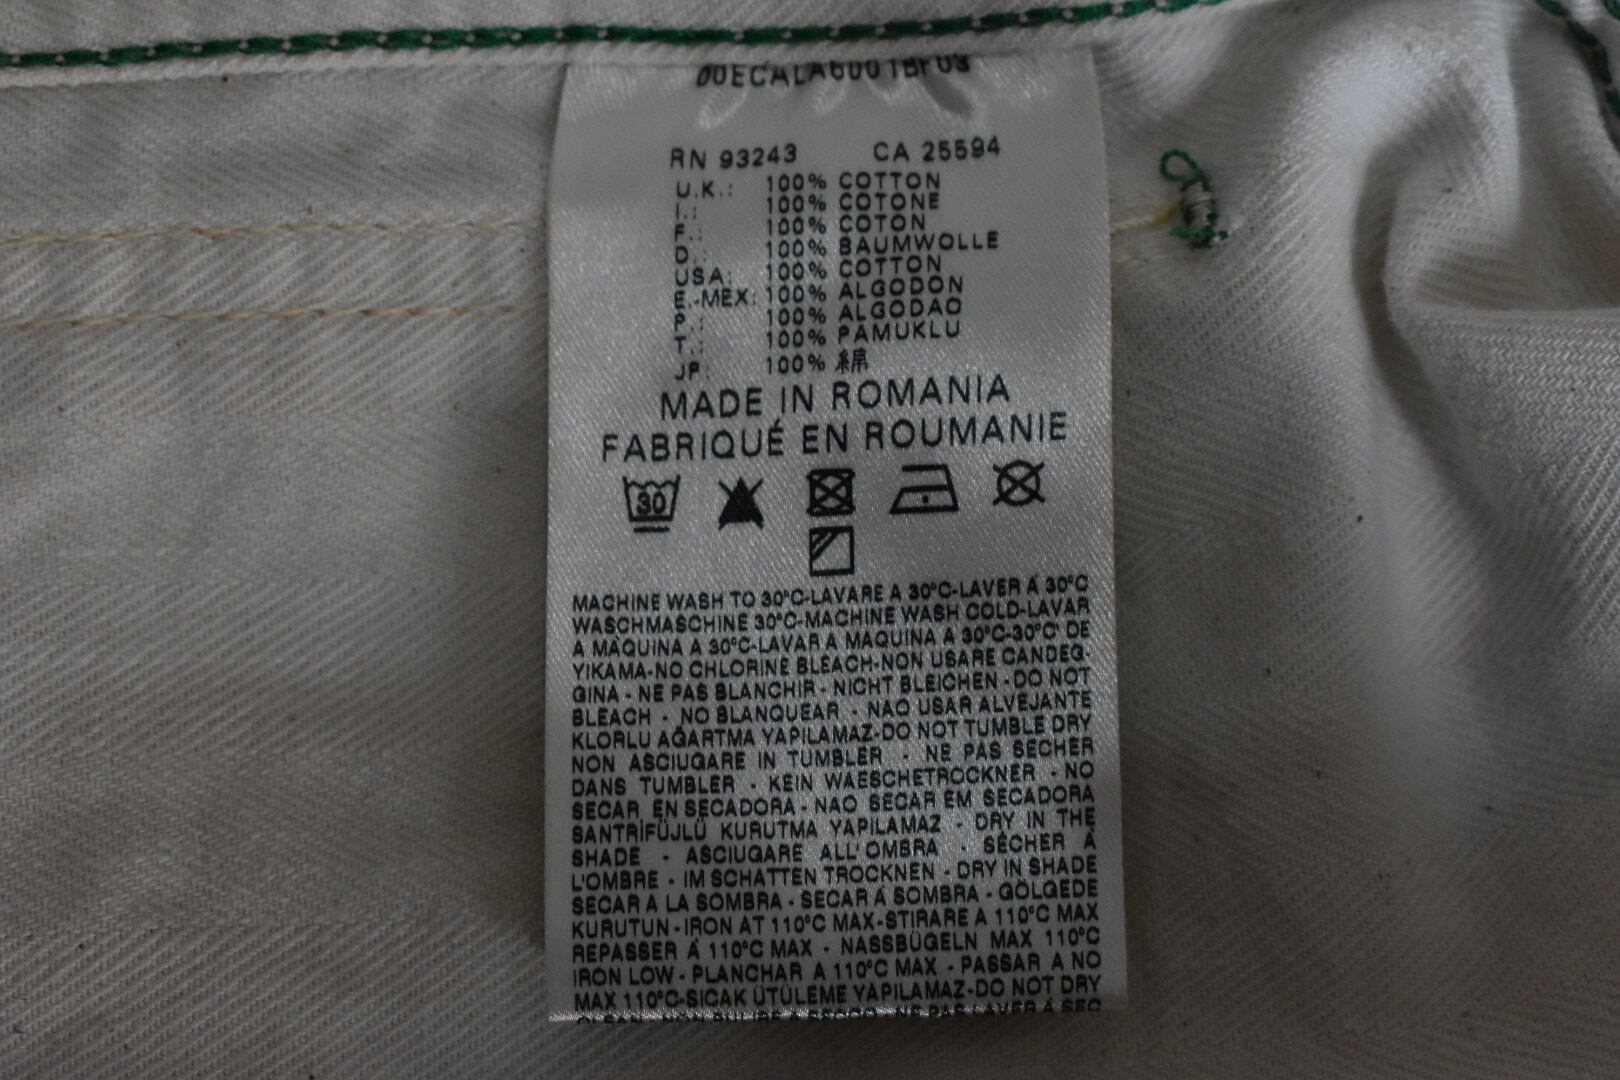 RN 93243 CA 25594
U.K.: 100% COTTON
I.: 100% COTONE
F.: 100% COTON
D.: 100% BAUMWOLLE
USA: 100% COTTON
E.-MEX: 100% ALGODON
P.: 100% ALGODAO
T.: 100% PAMUKLU
JP: 100% 綿
MADE IN ROMANIA
FABRIQUÉ EN ROUMANIE
30
MACHINE WASH TO 30°C-LAVARE A 30°C-LAVER À 30°C
WASCHMASCHINE 30°C-MACHINE WASH COLD-LAVAR
A MÀQUINA A 30°C-LAVAR A MAQUINA A 30°C-30°C' DE
YIKAMA-NO CHLORINE BLEACH-NON USARE CANDEG-
GINA - NE PAS BLANCHIR - NICHT BLEICHEN - DO NOT
BLEACH - NO BLANQUEAR - NAO USAR ALVEJANTE
KLORLU AĞARTMA YAPILAMAZ-DO NOT TUMBLE DRY
NON ASCIUGARE IN TUMBLER - NE PAS SÉCHER
DANS TUMBLER - KEIN WAESCHETROCKNER - NO
SECAR EN SECADORA - NAO SECAR EM SECADORA
SANTRİFÜJLÜ KURUTMA YAPILAMAZ - DRY IN THE
SHADE - ASCIUGARE ALL'OMBRA - SÉCHER À
L'OMBRE - IM SCHATTEN TROCKNEN - DRY IN SHADE
SECAR A LA SOMBRA - SECAR Á SOMBRA - GÖLGEDE
KURUTUN - IRON AT 110°C MAX-STIRARE A 110°C MAX
REPASSER À 110°C MAX - NASSBÜGELN MAX 110°C
IRON LOW - PLANCHAR A 110°C MAX - PASSAR A NO
MAX 110°C-SICAK ÜTÜLEME YAPILAMAZ-DO NOT DRY